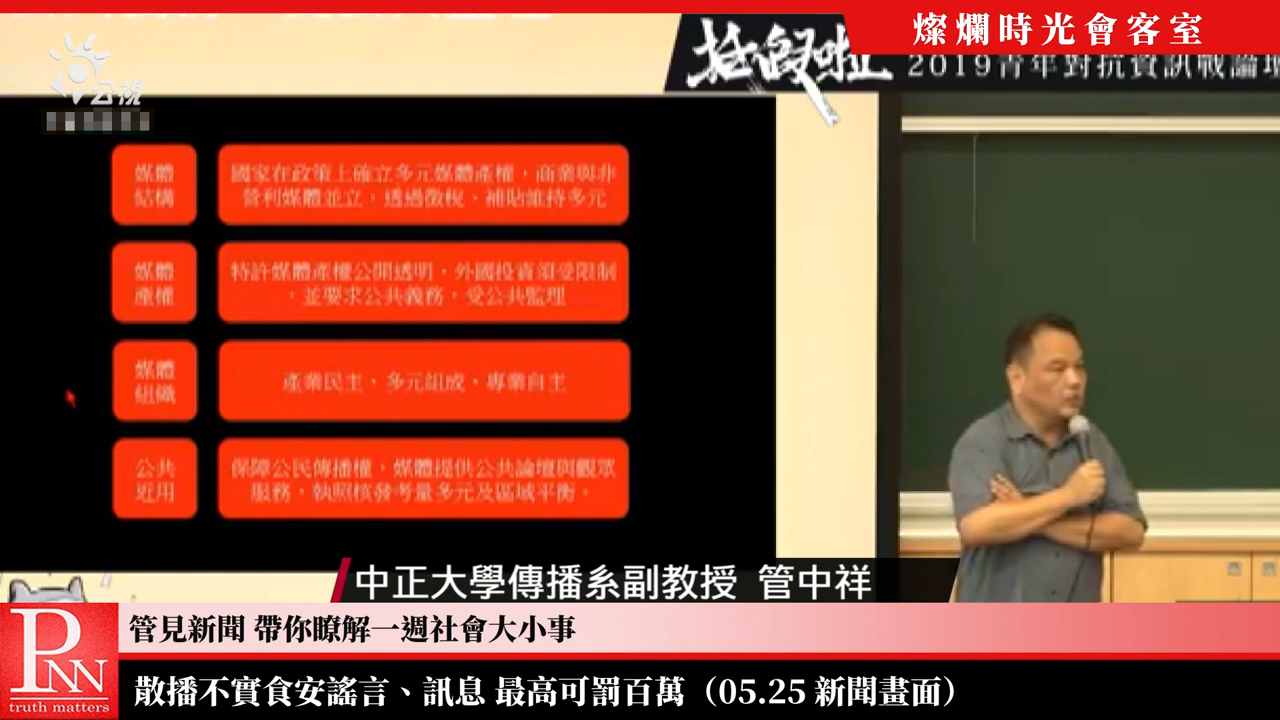 燦爛時光會客室
抓假啦
2019青年對抗資訊戰論壇
公視
媒體
結構
國家在政策上確立多元媒體產權，商業與非
營利媒體並立，透過徵稅、補貼維持多元
媒體
產權
特許媒體產權公開透明，外國投資須受限制
，並要求公共義務，受公共監理
媒體
組織
產業民主、多元組成、專業自主
公共
近用
保障公民傳播權，媒體提供公共論壇與觀眾
服務，執照核發考量多元及區域平衡。
中正大學傳播系副教授 管中祥
管見新聞 帶你瞭解一週社會大小事
PNN
truth matters
散播不實食安謠言、訊息 最高可罰百萬（05.25 新聞畫面）